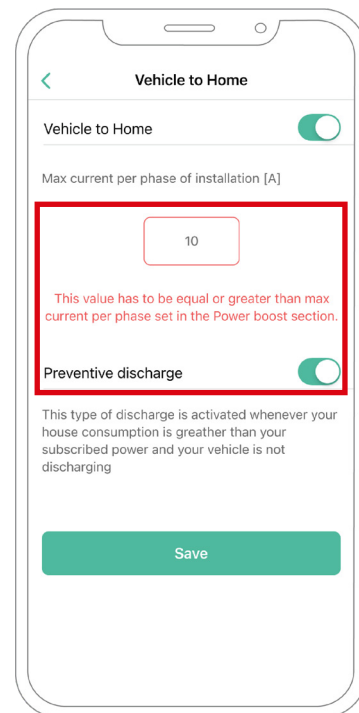 Vehicle to Home
Vehicle to Home
Max current per phase of installation [A]
10
This value has to be equal or greater than max
current per phase set in the Power boost section.
Preventive discharge
This type of discharge is activated whenever your
house consumption is greather than your
subscribed power and your vehicle is not
discharging
Save